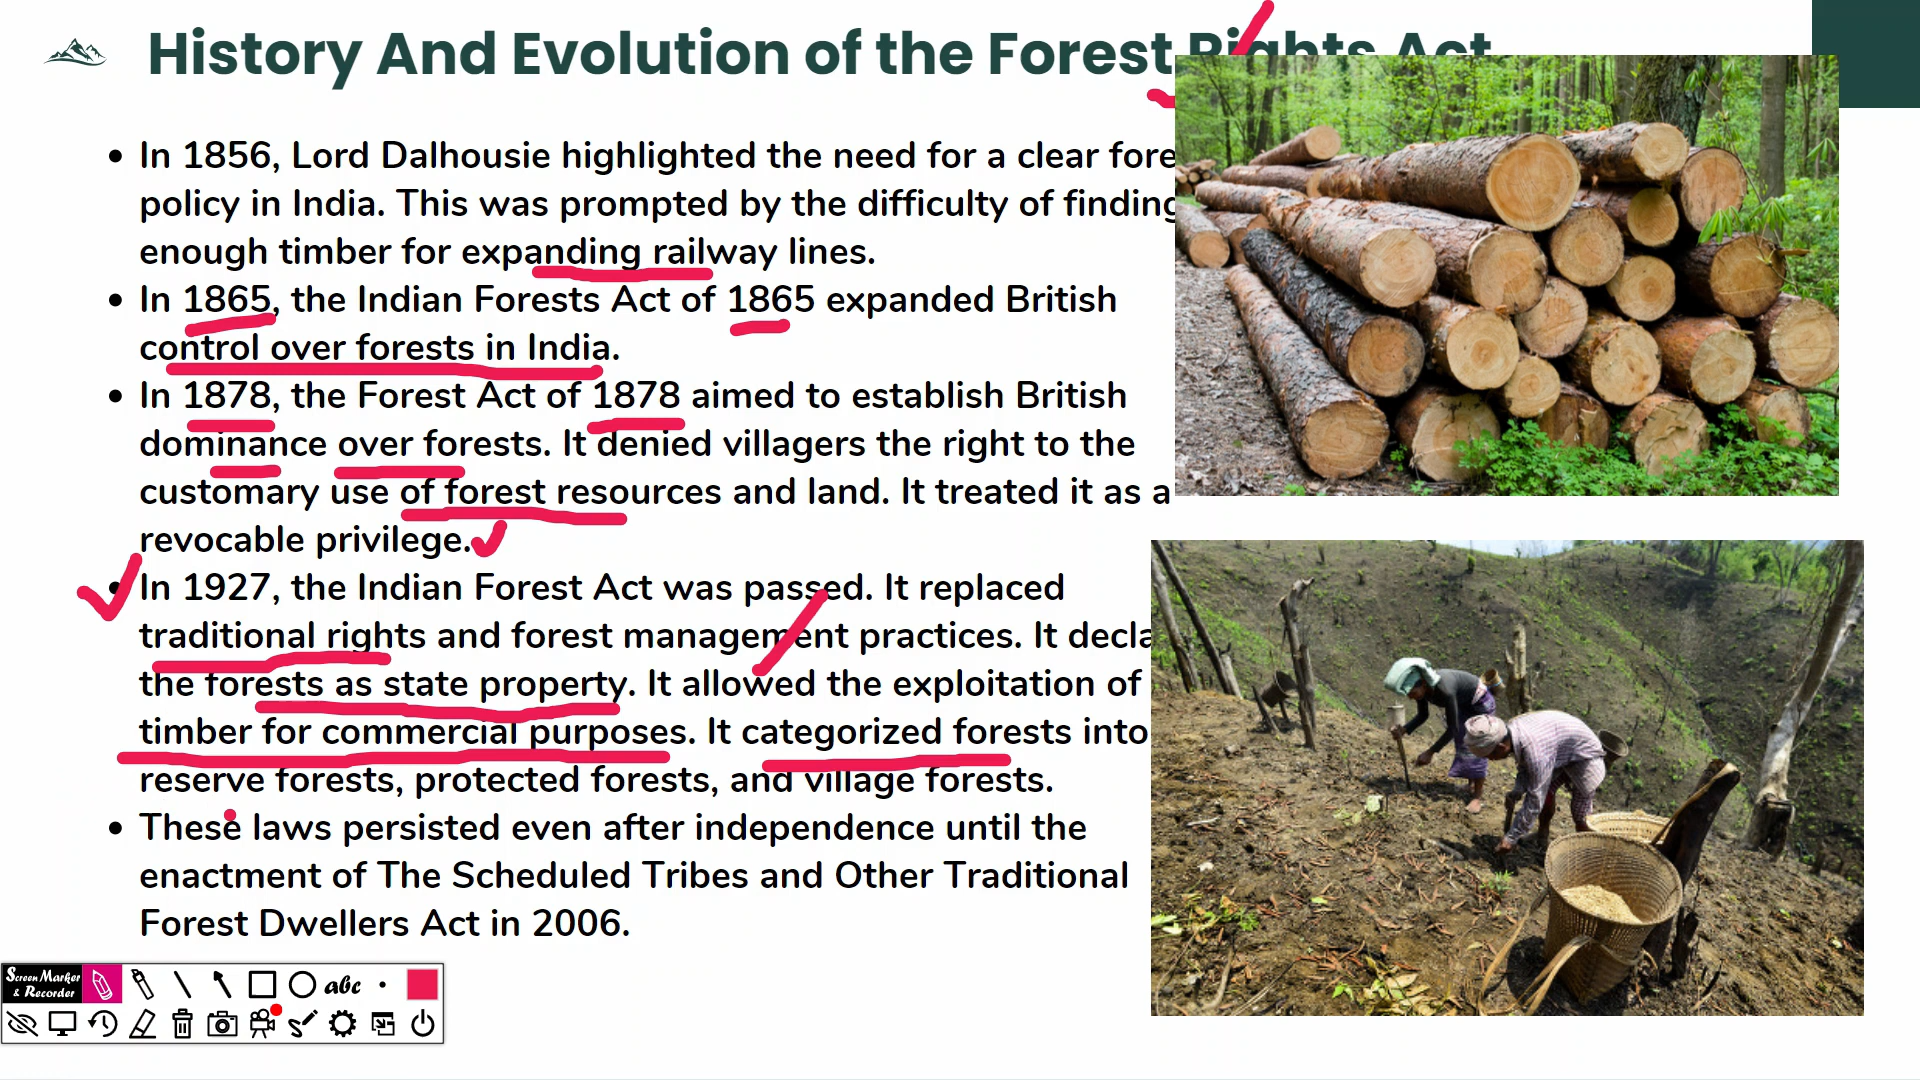 History And Evolution of the Forest Rights Act
In 1856, Lord Dalhousie highlighted the need for a clear fore
policy in India. This was prompted by the difficulty of finding
enough timber for expanding railway lines.
In 1865, the Indian Forests Act of 1865 expanded British
control over forests in India.
In 1878, the Forest Act of 1878 aimed to establish British
dominance over forests. It denied villagers the right to the
customary use of forest resources and land. It treated it as a
revocable privilege.
In 1927, the Indian Forest Act was passed. It replaced
traditional rights and forest management practices. It decla
the forests as state property. It allowed the exploitation of
timber for commercial purposes. It categorized forests into
reserve forests, protected forests, and village forests.
These laws persisted even after independence until the
enactment of The Scheduled Tribes and Other Traditional
Forest Dwellers Act in 2006.
Screen Marker
& Recorder
abc